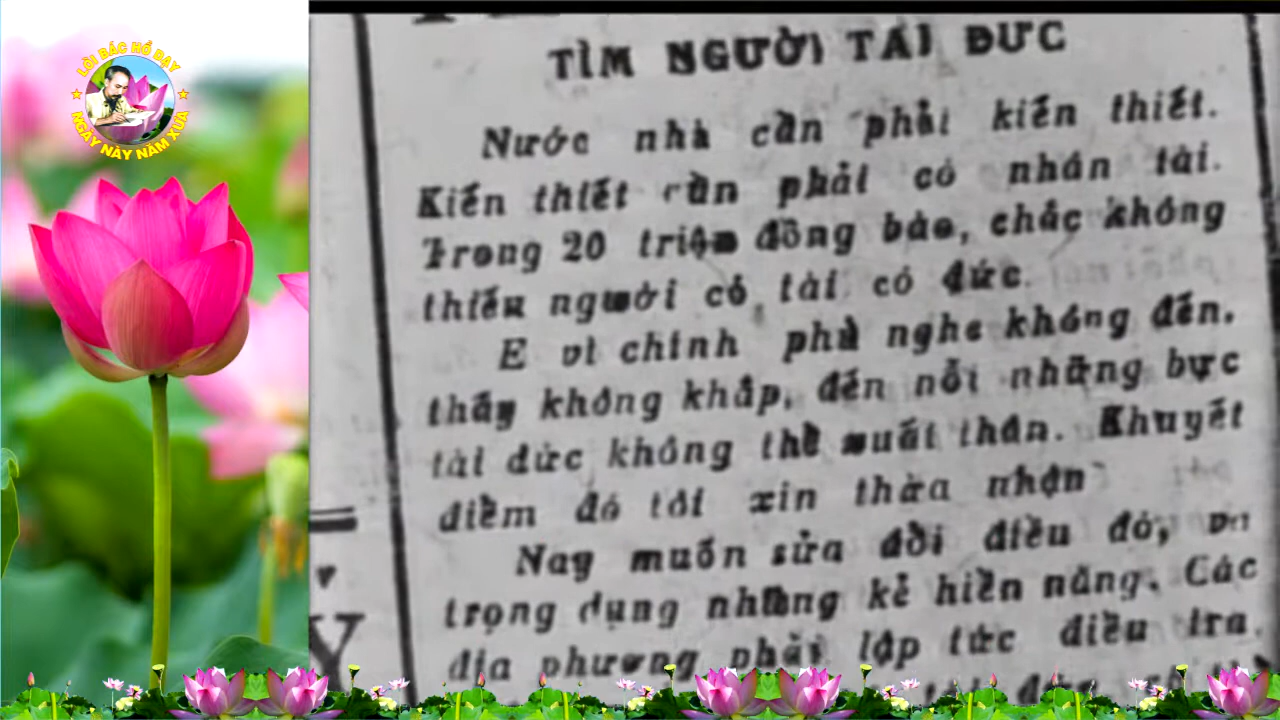 LỜI BÁC HỒ DẠY
NGÀY NÀY NĂM XƯA
TÌM NGƯỜI TÀI ĐỨC
Nước nhà cần phải kiến thiết.
Kiến thiết cần phải có nhân tài.
Trong 20 triệu đồng bào, chắc không
thiếu người có tài có đức.
E vì chính phủ nghe không đến,
thấy không khắp, đến nỗi những bực
tài đức không thể xuất thân. Khuyết
điểm đó tôi xin thừa nhận
Nay muốn sửa đổi điều đó, và
trọng dụng những kẻ hiền năng. Các
địa phương phải lập tức điều tra